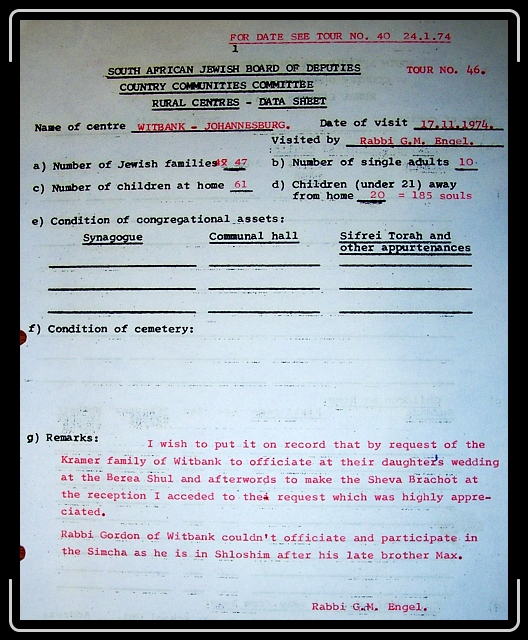 FOR DATE SEE TOUR NO. 40 24.1.74
1
SOUTH AFRICAN JEWISH BOARD OF DEPUTIES
TOUR NO. 46.
COUNTRY COMMUNITIES COMMITTEE
RURAL CENTRES - DATA SHEET
Name of centre WITBANK - JOHANNESBURG. Date of visit 17.11.1974.
Visited by Rabbi G.M. Engel.
a) Number of Jewish families 47 b) Number of single adults 10
c) Number of children at home 61 d) Children (under 21) away
from home 20 = 185 souls
e) Condition of congregational assets:
Synagogue Communal hall Sifrei Torah and
other appurtenances
f) Condition of cemetery:
g) Remarks:
I wish to put it on record that by request of the
Kramer family of Witbank to officiate at their daughter's wedding
at the Berea Shul and afterwords to make the Sheva Brachot at
the reception I acceded to thei request which was highly appre-
ciated.
Rabbi Gordon of Witbank couldn't officiate and participate in
the Simcha as he is in Shloshim after his late brother Max.
Rabbi G.M. Engel.